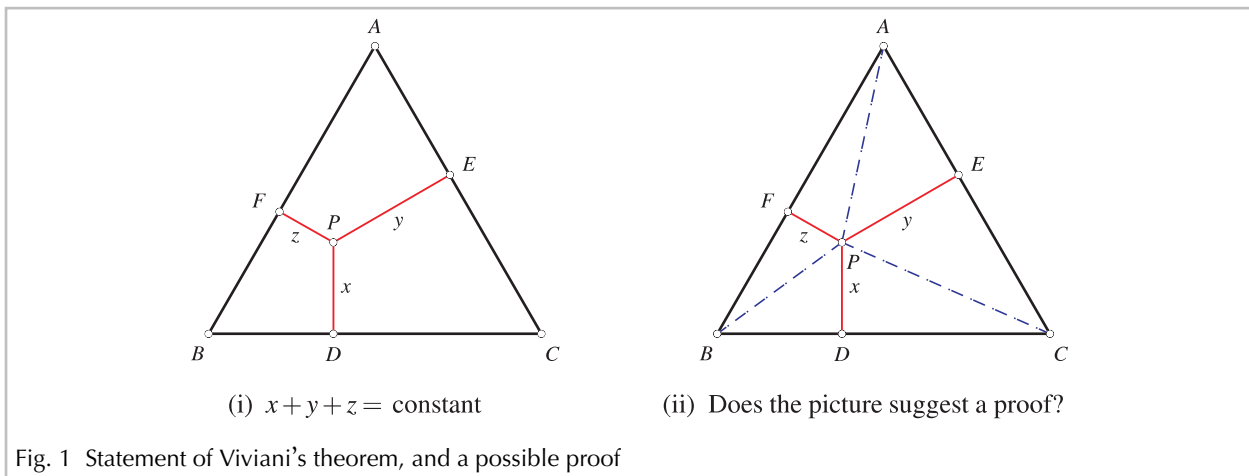 A
F
E
P
z
y
x
B
D
C
(i) x+y+z = constant
A
F
E
z
y
P
x
B
D
C
(ii) Does the picture suggest a proof?
Fig. 1 Statement of Viviani's theorem, and a possible proof